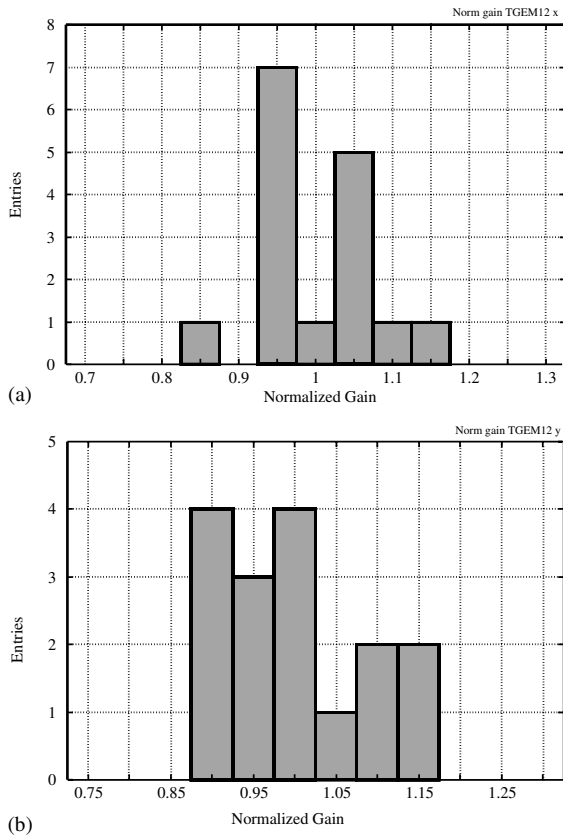 Norm gain TGEM12 x
8
7
6
5
4
3
2
1
0
Entries
0.7 0.8 0.9 1 1.1 1.2 1.3
Normalized Gain
(a)
Norm gain TGEM12 y
5
4
3
2
1
0
Entries
0.75 0.85 0.95 1.05 1.15 1.25
Normalized Gain
(b)